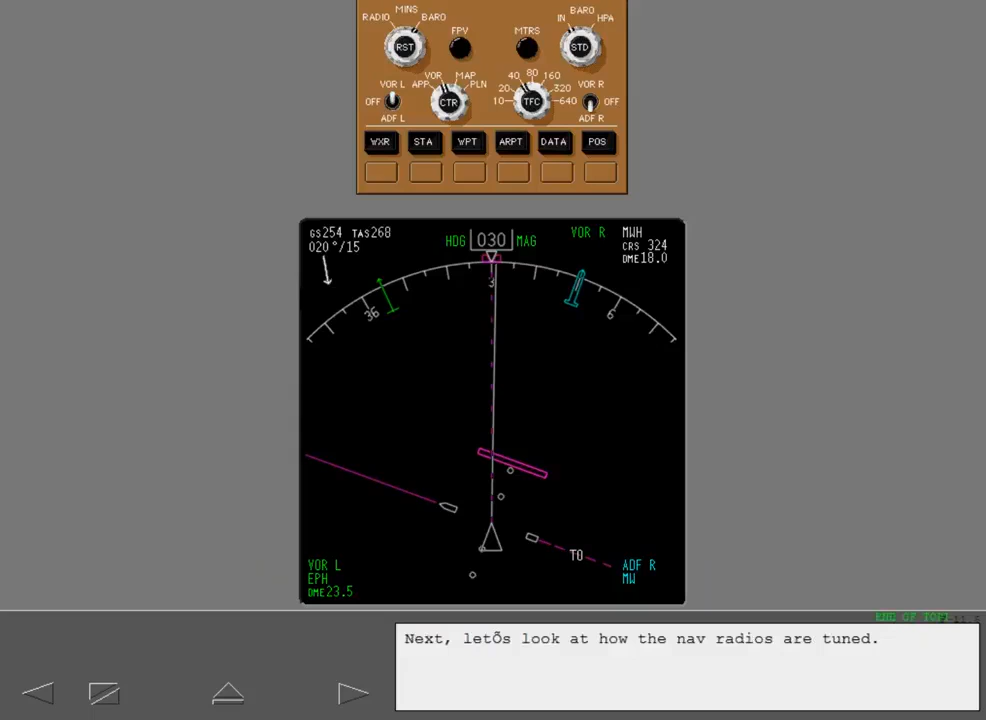 MINS
RADIO
BARO
RST
FPV
MTRS
BARO
IN
HPA
STD
VOR L
OFF
ADF L
APP
VOR
MAP
PLN
CTR
10
20
40
80
160
320
640
TFC
VOR R
OFF
ADF R
WXR STA WPT ARPT DATA POS
GS254 TAS268
020°/15
HDG 030 MAG
VOR R
MWH
CRS 324
DME18.0
36
3
6
TO
VOR L
EPH
DME23.5
ADF R
MW
Next, letÕs look at how the nav radios are tuned.